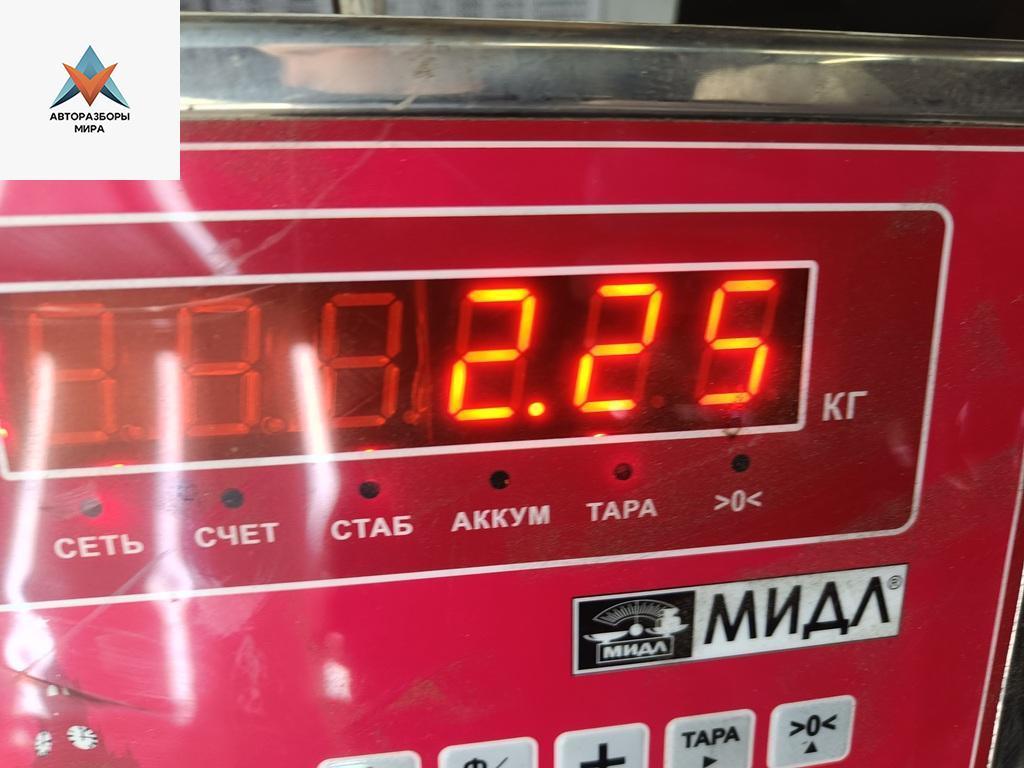 АВТОРАЗБОРЫ
МИРА
2.25
КГ
СЕТЬ
СЧЕТ
СТАБ
АККУМ
ТАРА
>0<
МИДЛ
МИДЛ®
+
ТАРА
>0<